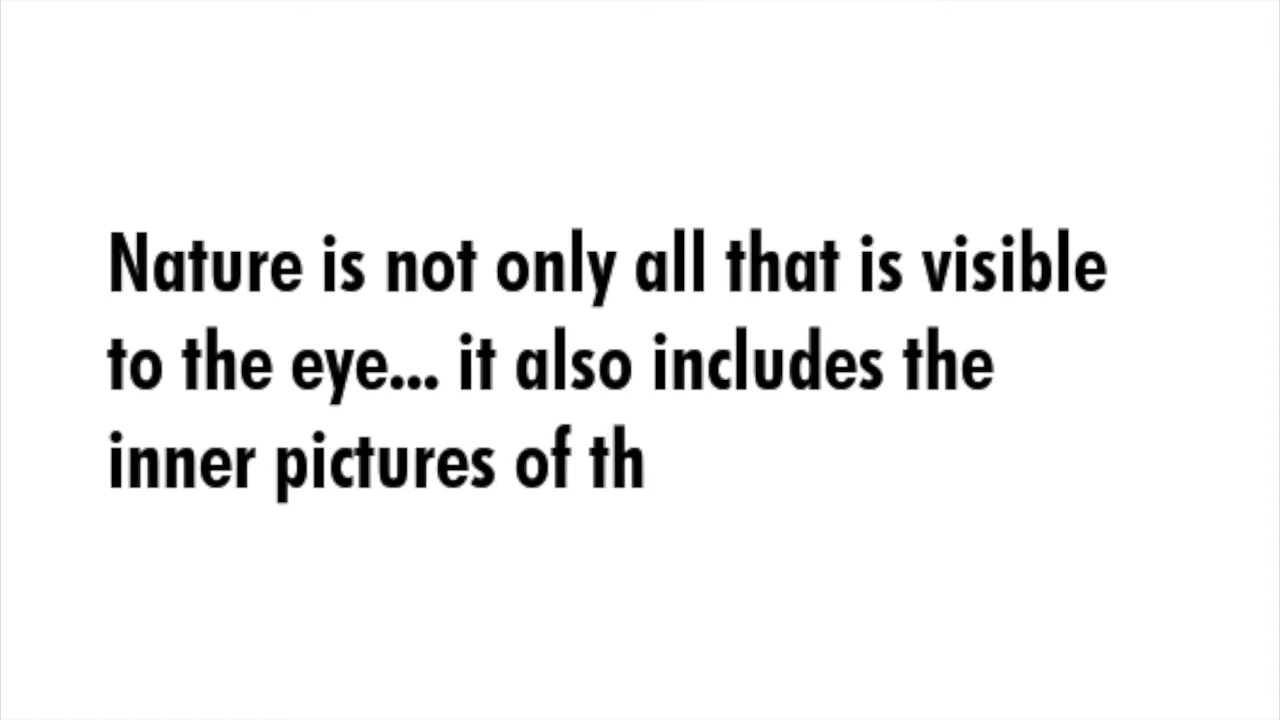 Nature is not only all that is visible
to the eye... it also includes the
inner pictures of th